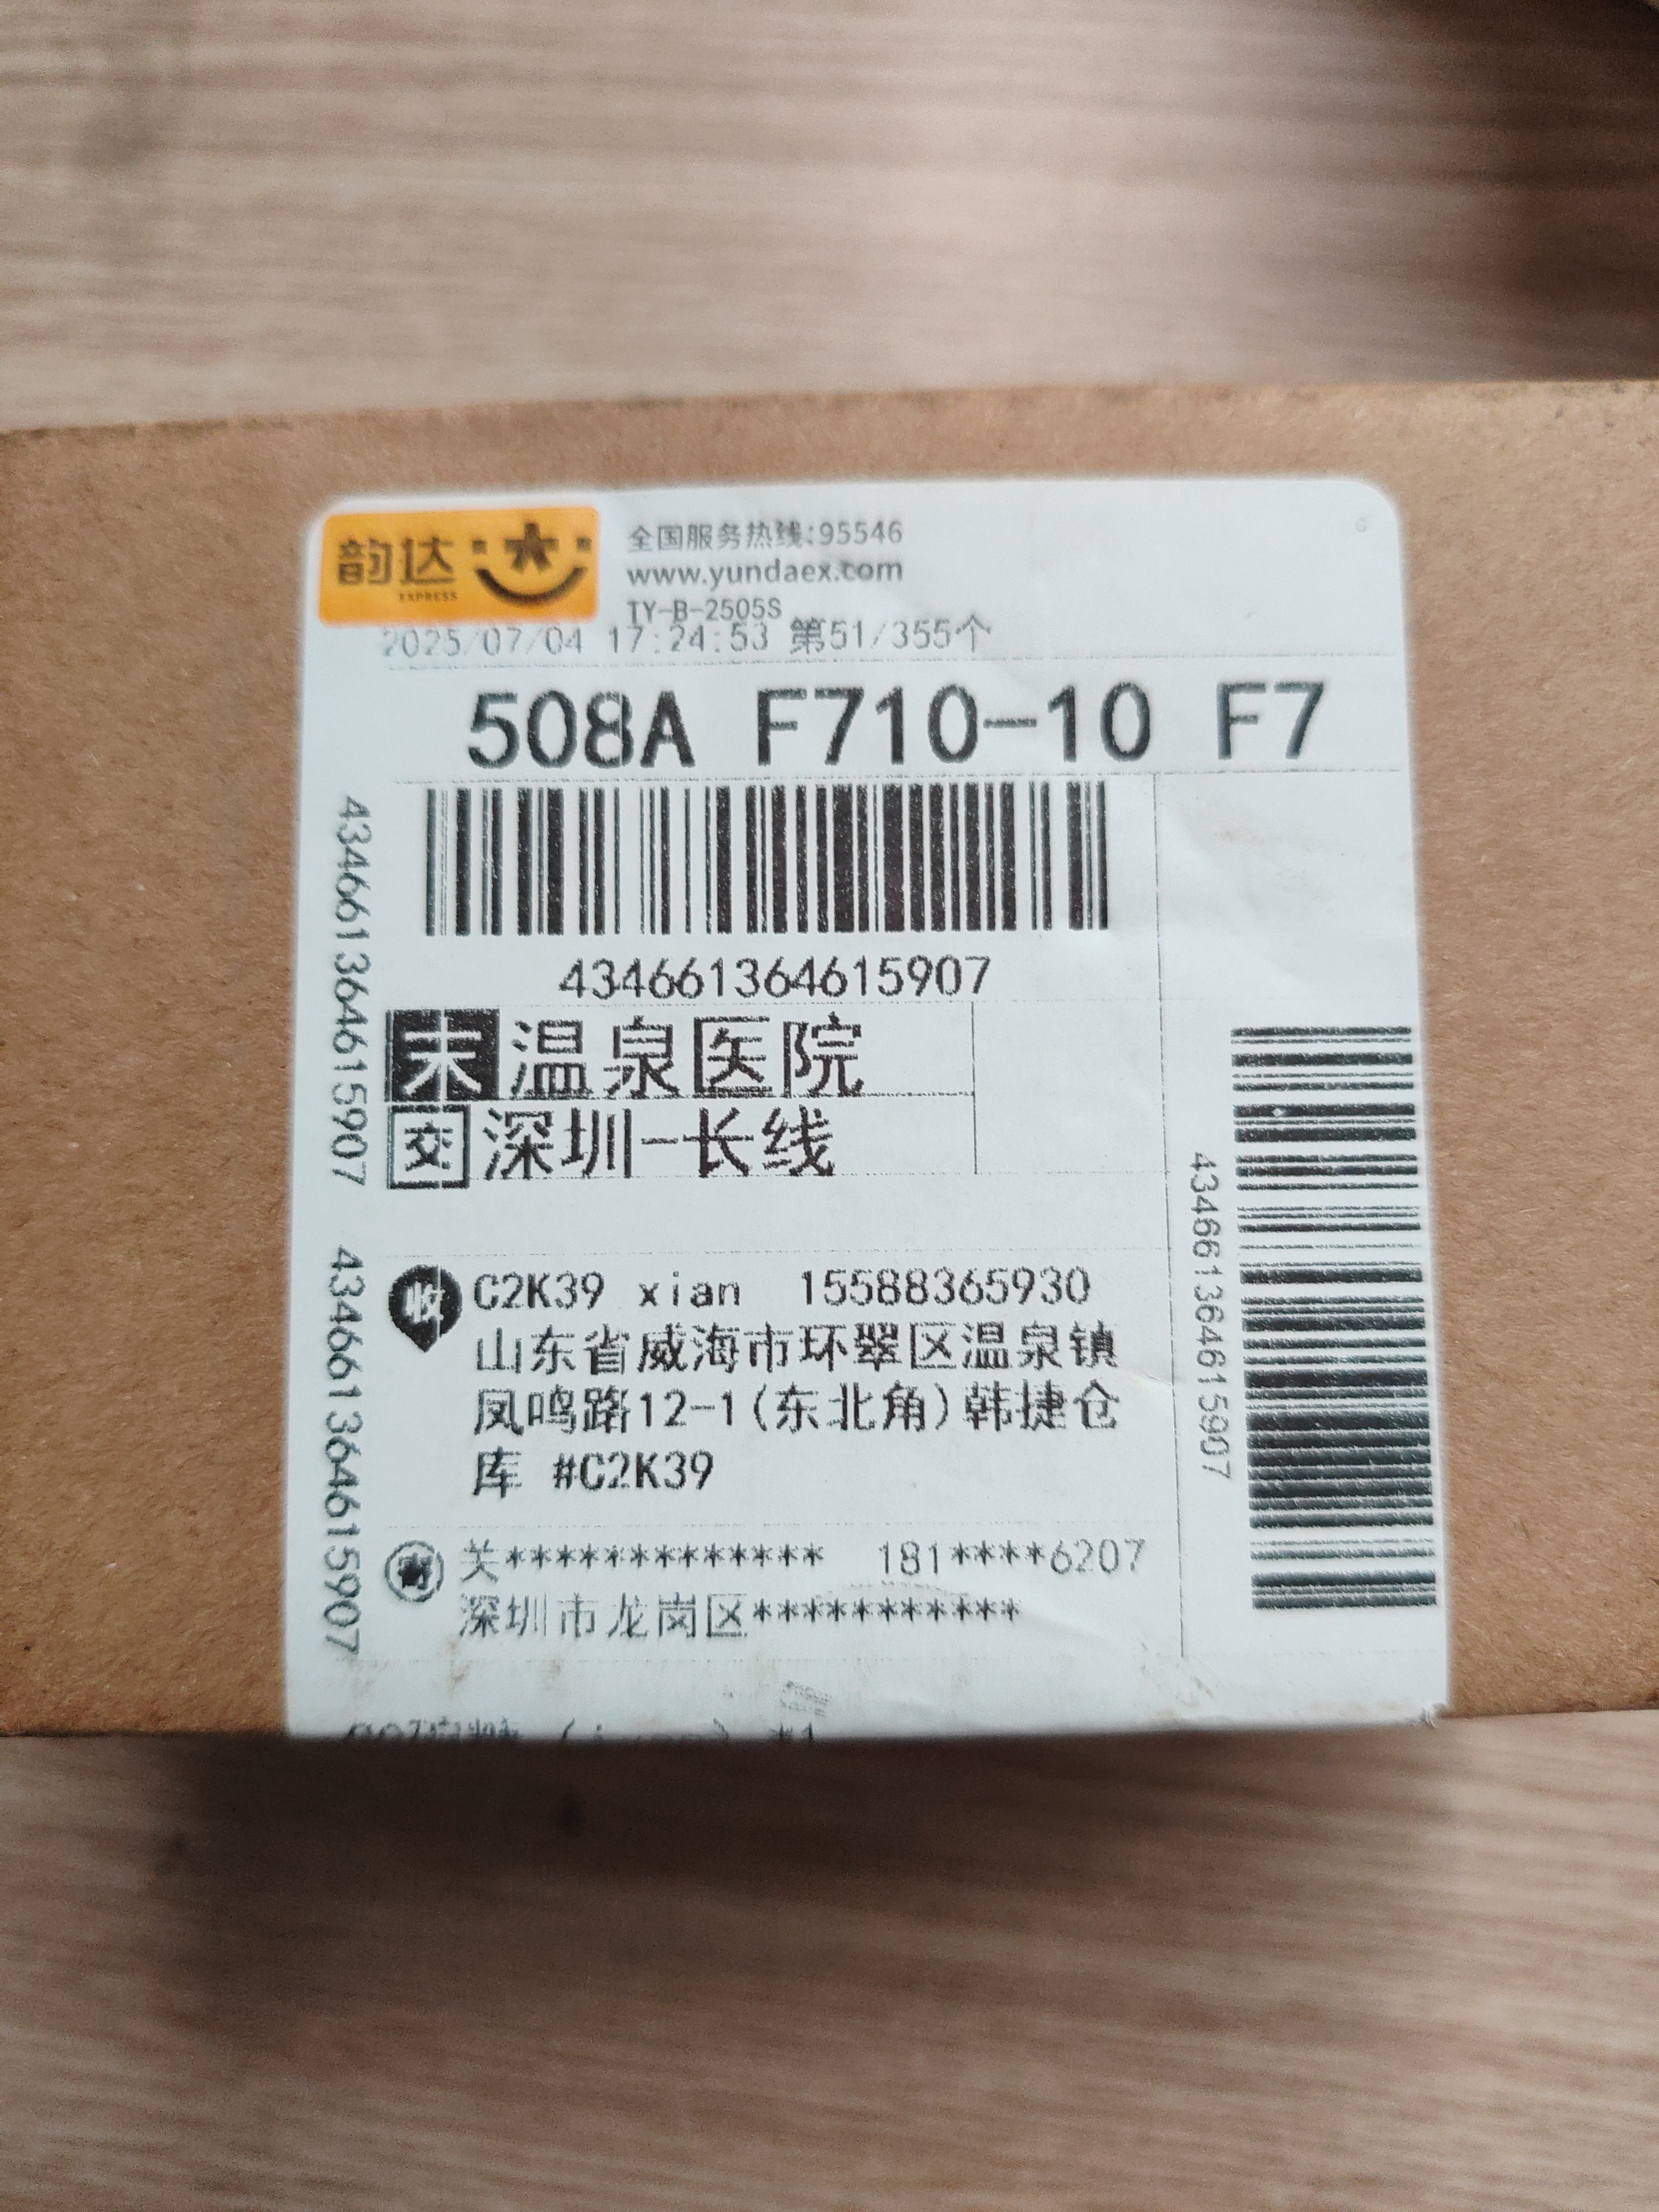 韵达
EXPRESS
全国服务热线:95546
www.yundaex.com
TY-B-2505S
2025/07/04 17:24:53 第51/355个
508A F710-10 F7
434661364615907
末 温泉医院
交 深圳-长线
收 C2K39 xian 15588365930
山东省威海市环翠区温泉镇
凤鸣路12-1(东北角)韩捷仓
库 #C2K39
寄 关************* 181****6207
深圳市龙岗区***********
434661364615907
434661364615907
434661364615907